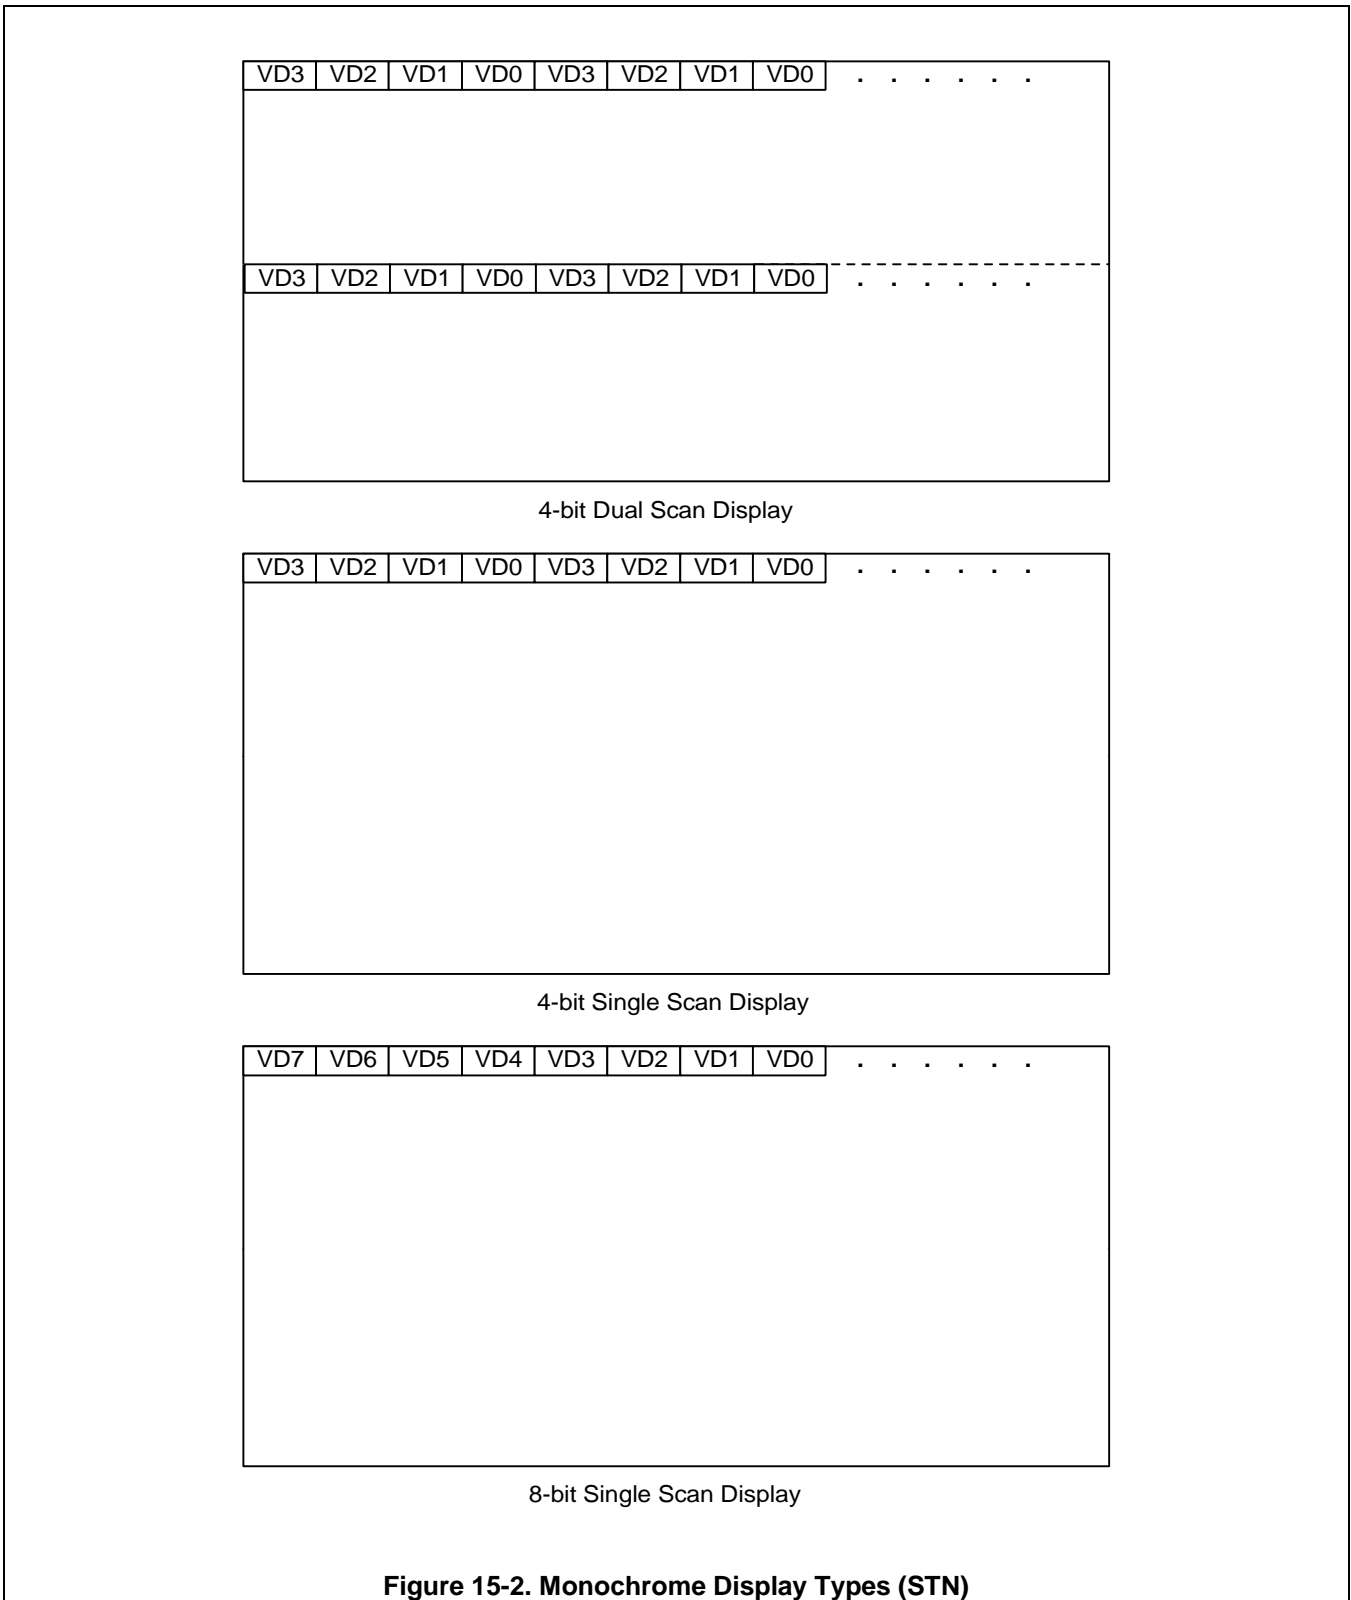 VD3 VD2 VD1 VD0 VD3 VD2 VD1 VD0 . . . . . .
VD3 VD2 VD1 VD0 VD3 VD2 VD1 VD0 . . . . . .
4-bit Dual Scan Display
VD3 VD2 VD1 VD0 VD3 VD2 VD1 VD0 . . . . . .
4-bit Single Scan Display
VD7 VD6 VD5 VD4 VD3 VD2 VD1 VD0 . . . . . .
8-bit Single Scan Display
Figure 15-2. Monochrome Display Types (STN)